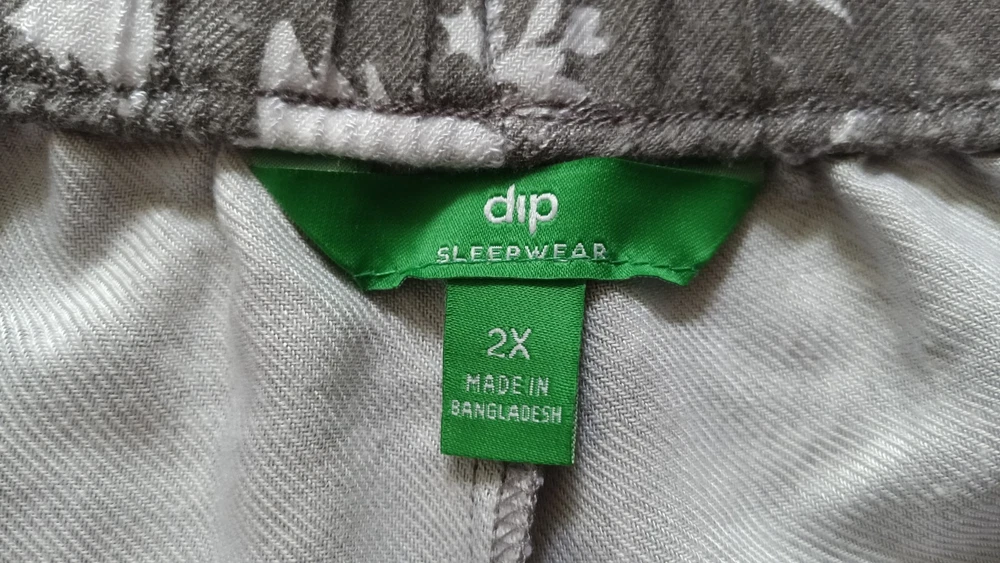 dip
SLEEPWEAR
2X
MADE IN
BANGLADESH